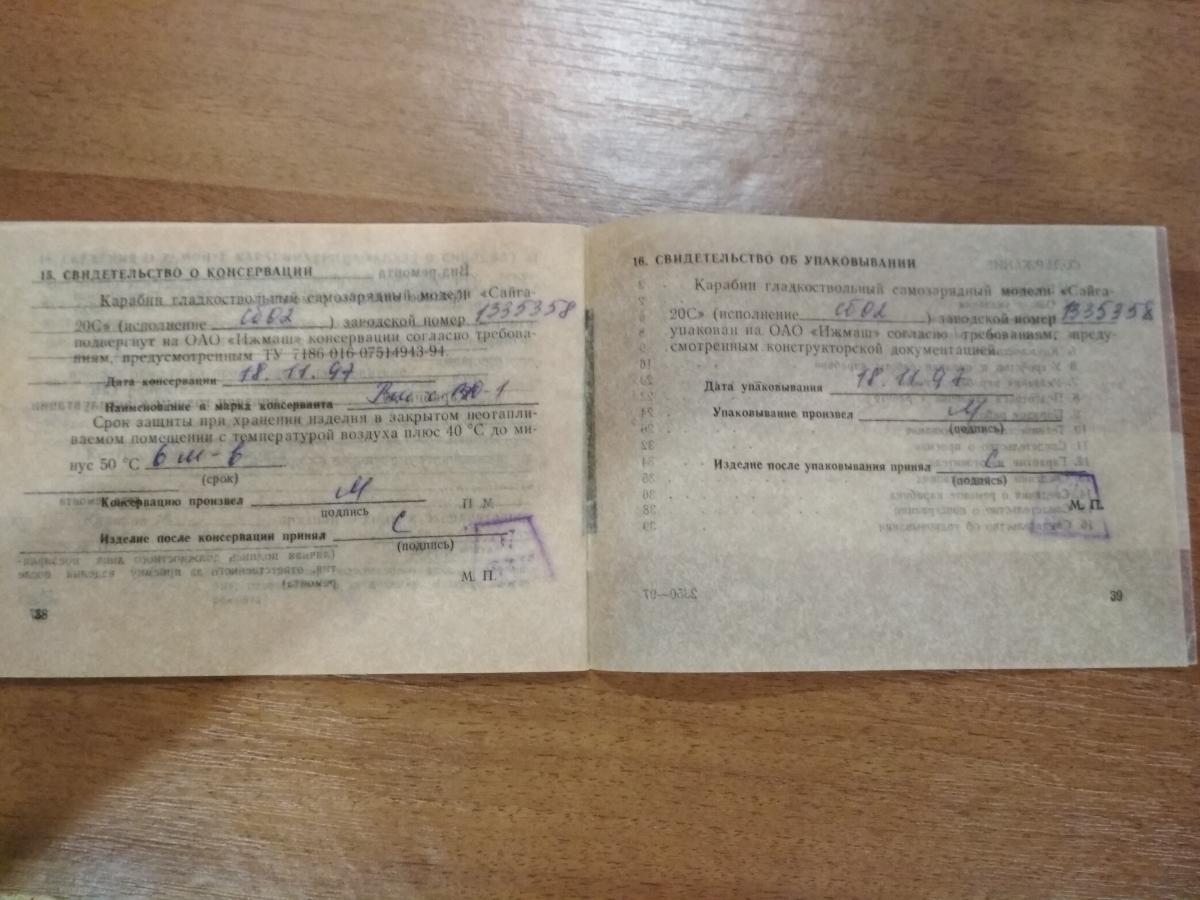 15. СВИДЕТЕЛЬСТВО О КОНСЕРВАЦИИ
Карабин гладкоствольный самозарядный модели «Сайга-
20С» (исполнение сб02) заводской номер 1335358
подвергнут на ОАО «Ижмаш» консервации согласно требова-
ниям, предусмотренным ТУ 7186-016-07514943-94
Дата консервации 18.11.97
Наименование и марка консерванта
Срок защиты при хранении изделия в закрытом неотапли-
ваемом помещении с температурой воздуха плюс 40 °С до ми-
нус 50 °С 6 м-в
(срок)
Консервацию произвел М
подпись
Изделие после консервации принял С
(подпись)
М. П.
38
16. СВИДЕТЕЛЬСТВО ОБ УПАКОВЫВАНИИ
Карабин гладкоствольный самозарядный модели «Сайга-
20С» (исполнение сб02) заводской номер 1335358
упакован на ОАО «Ижмаш» согласно требованиям, преду-
смотренным конструкторской документацией.
Дата упаковывания 18.11.97
Упаковывание произвел М
(подпись)
Изделие после упаковывания принял С
(подпись)
М. П.
39